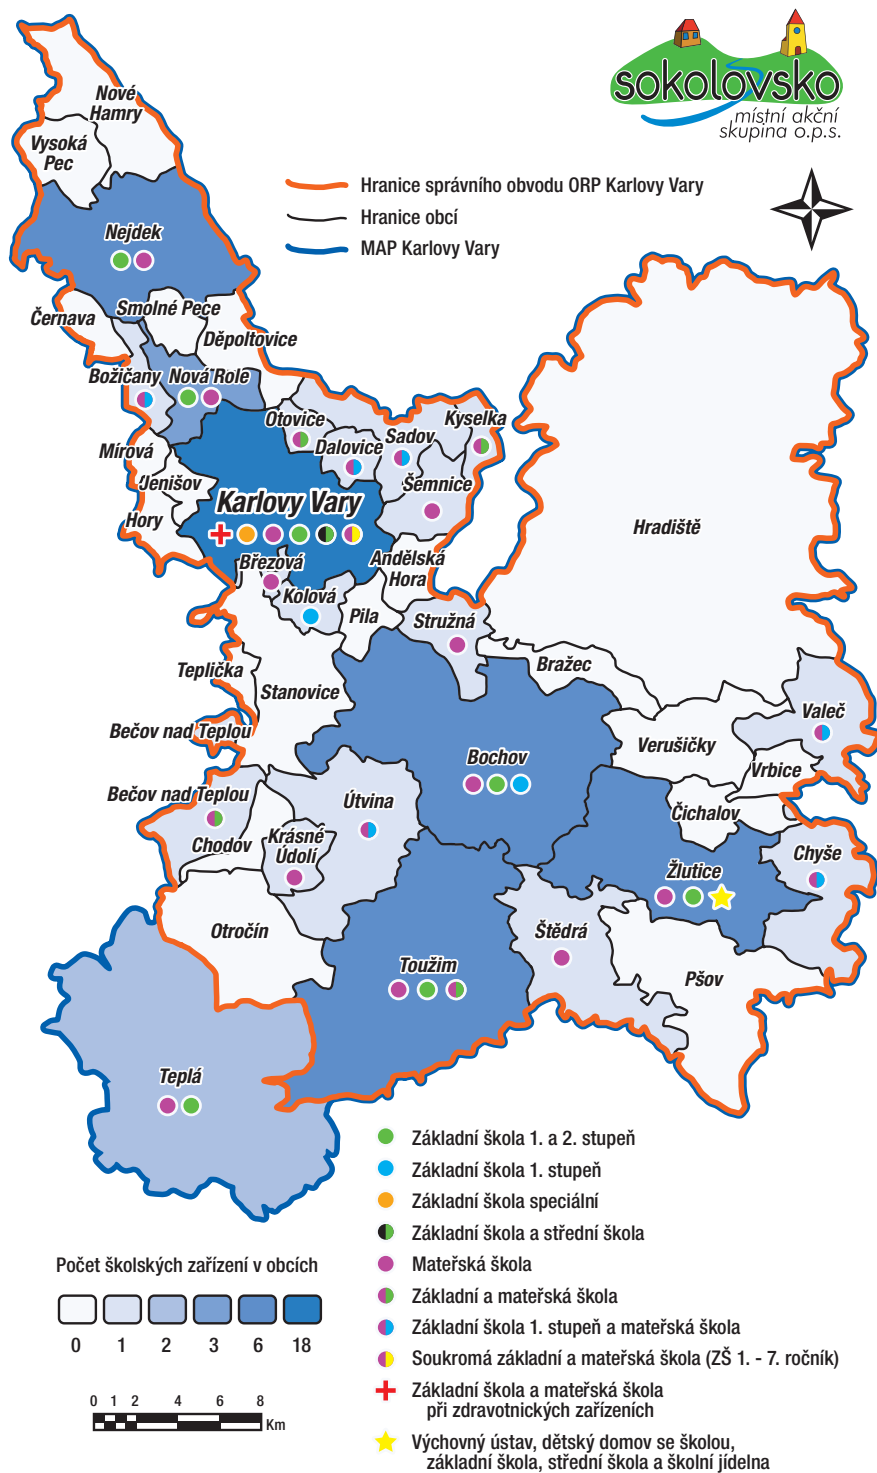 sokolovsko
místní akční
skupina o.p.s.
Hranice správního obvodu ORP Karlovy Vary
Hranice obcí
MAP Karlovy Vary
Nové
Hamry
Vysoká
Pec
Nejdek
Smolné Pece
Černava
Děpoltovice
Božičany
Nová Role
Otovice
Kyselka
Sadov
Dalovice
Mírová
Jenišov
Šemnice
Karlovy Vary
Hory
Hradiště
Březová
Andělská
Hora
Kolová
Pila
Stružná
Bražec
Teplička
Stanovice
Valeč
Bečov nad Teplou
Verušičky
Bochov
Vrbice
Bečov nad Teplou
Útvina
Čichalov
Chodov
Krásné
Údolí
Chyše
Žlutice
Otročín
Štědrá
Toužim
Pšov
Teplá
Základní škola 1. a 2. stupeň
Základní škola 1. stupeň
Základní škola speciální
Základní škola a střední škola
Mateřská škola
Základní a mateřská škola
Základní škola 1. stupeň a mateřská škola
Soukromá základní a mateřská škola (ZŠ 1. - 7. ročník)
Základní škola a mateřská škola
při zdravotnických zařízeních
Výchovný ústav, dětský domov se školou,
základní škola, střední škola a školní jídelna
Počet školských zařízení v obcích
0 1 2 3 6 18
0 1 2 4 6 8
Km